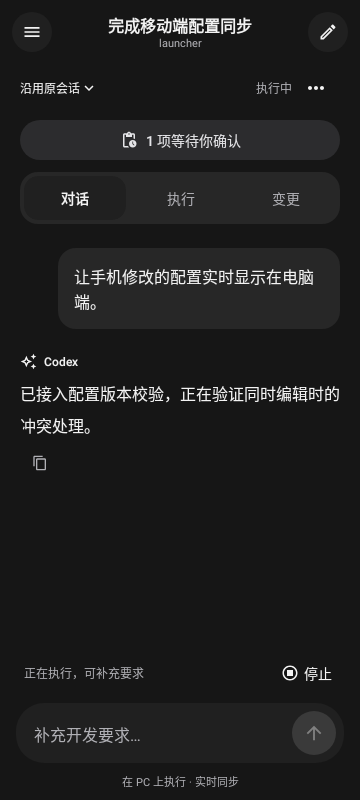 完成移动端配置同步
launcher
沿用原会话
执行中
1 项等待你确认
对话
执行
变更
让手机修改的配置实时显示在电脑
端。
Codex
已接入配置版本校验，正在验证同时编辑时的
冲突处理。
正在执行，可补充要求
停止
补充开发要求...
在 PC 上执行 · 实时同步